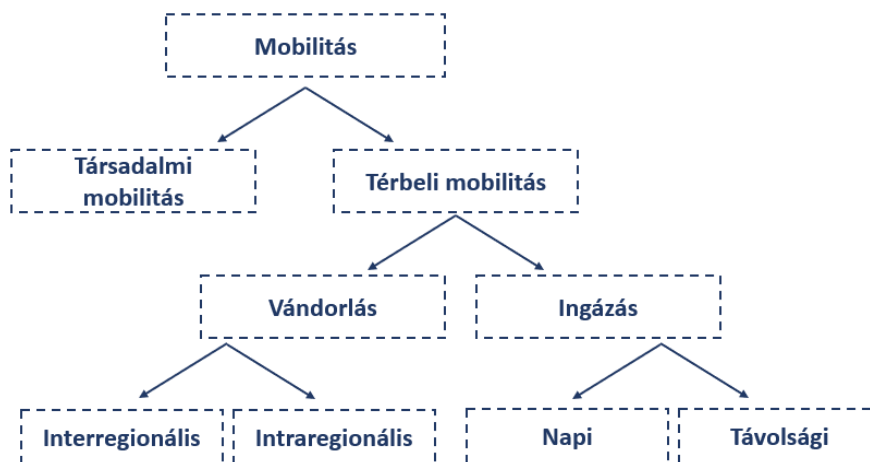 Mobilitás
Társadalmi
mobilitás
Térbeli mobilitás
Vándorlás
Ingázás
Interregionális
Intraregionális
Napi
Távolsági